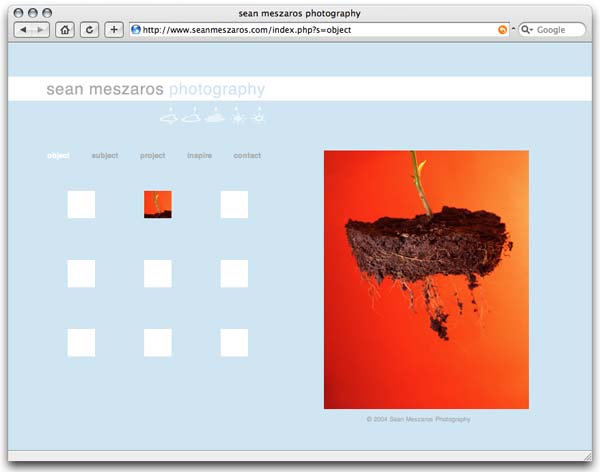 sean meszaros photography
http://www.seanmeszaros.com/index.php?s=object
Google
sean meszaros photography
object subject project inspire contact
© 2004 Sean Meszaros Photography